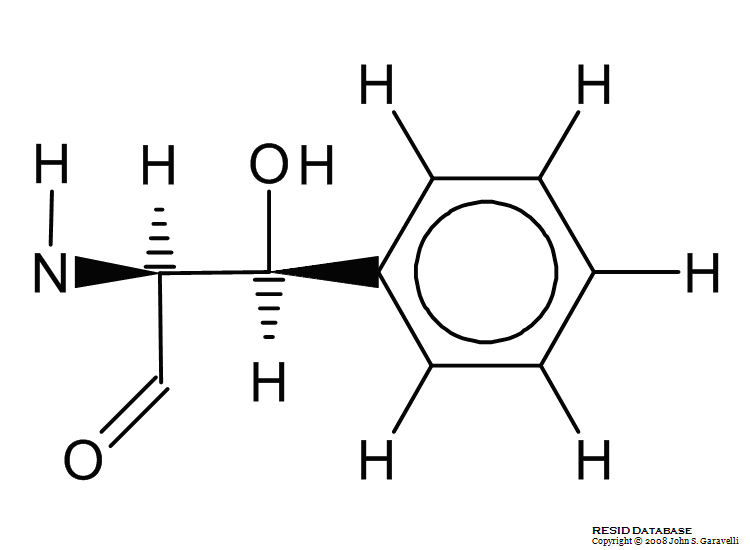 H H
H H OH
N H
H
O H H
RESID DATABASE
Copyright © 2008 John S. Garavelli